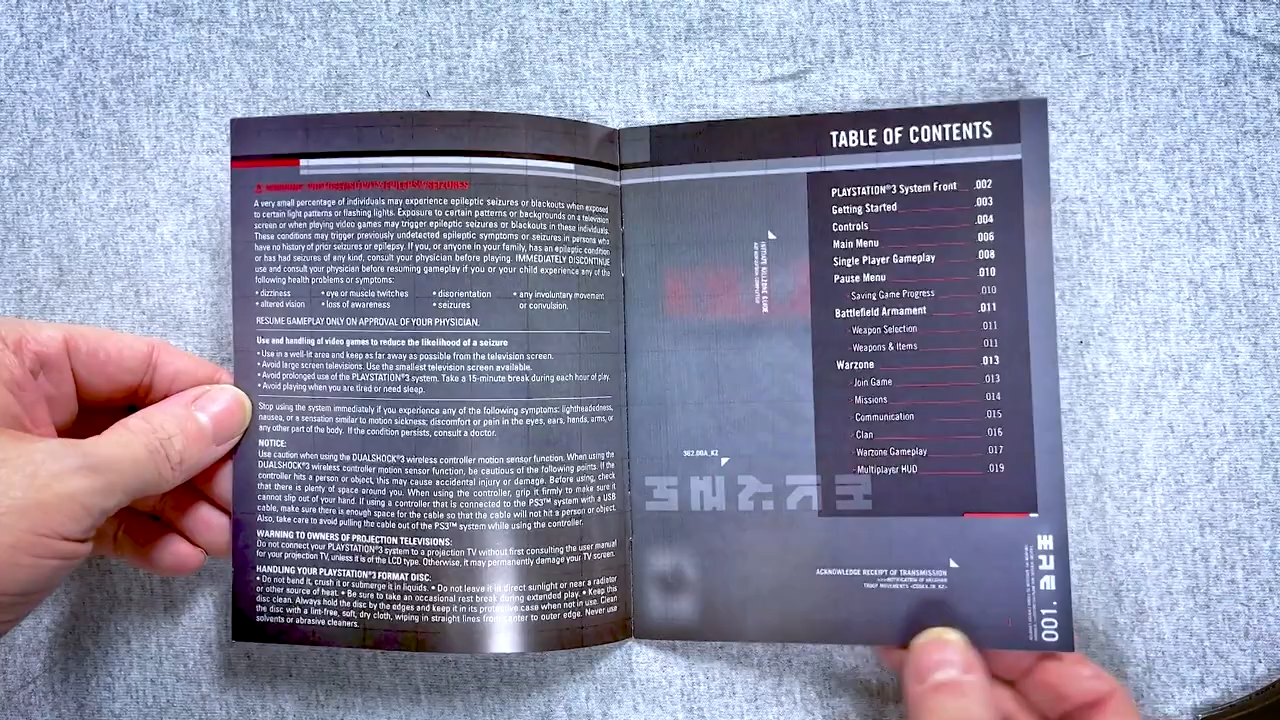 WARNING: PHOTOSENSITIVITY/EPILEPSY/SEIZURES
A very small percentage of individuals may experience epileptic seizures or blackouts when exposed
to certain light patterns or flashing lights. Exposure to certain patterns or backgrounds on a television
screen or when playing video games may trigger epileptic seizures or blackouts in these individuals.
These conditions may trigger previously undetected epileptic symptoms or seizures in persons who
have no history of prior seizures or epilepsy. If you, or anyone in your family, has an epileptic condition
or has had seizures of any kind, consult your physician before playing. IMMEDIATELY DISCONTINUE
use and consult your physician before resuming gameplay if you or your child experience any of the
following health problems or symptoms:
• dizziness • eye or muscle twitches • disorientation • any involuntary movement
• altered vision • loss of awareness • seizures or convulsion.
RESUME GAMEPLAY ONLY ON APPROVAL OF YOUR PHYSICIAN.
Use and handling of video games to reduce the likelihood of a seizure
• Use in a well-lit area and keep as far away as possible from the television screen.
• Avoid large screen televisions. Use the smallest television screen available.
• Avoid prolonged use of the PLAYSTATION®3 system. Take a 15-minute break during each hour of play.
• Avoid playing when you are tired or need sleep.
Stop using the system immediately if you experience any of the following symptoms: lightheadedness,
nausea, or a sensation similar to motion sickness; discomfort or pain in the eyes, ears, hands, arms, or
any other part of the body. If the condition persists, consult a doctor.
NOTICE:
Use caution when using the DUALSHOCK®3 wireless controller motion sensor function. When using the
DUALSHOCK®3 wireless controller motion sensor function, be cautious of the following points. If the
controller hits a person or object, this may cause accidental injury or damage. Before using, check
that there is plenty of space around you. When using the controller, grip it firmly to make sure it
cannot slip out of your hand. If using a controller that is connected to the PS3™ system with a USB
cable, make sure there is enough space for the cable so that the cable will not hit a person or object.
Also, take care to avoid pulling the cable out of the PS3™ system while using the controller.
WARNING TO OWNERS OF PROJECTION TELEVISIONS:
Do not connect your PLAYSTATION®3 system to a projection TV without first consulting the user manual
for your projection TV, unless it is of the LCD type. Otherwise, it may permanently damage your TV screen.
HANDLING YOUR PLAYSTATION®3 FORMAT DISC:
• Do not bend it, crush it or submerge it in liquids. • Do not leave it in direct sunlight or near a radiator
or other source of heat. • Be sure to take an occasional rest break during extended play. • Keep this
disc clean. Always hold the disc by the edges and keep it in its protective case when not in use. Clean
the disc with a lint-free, soft, dry cloth, wiping in straight lines from center to outer edge. Never use
solvents or abrasive cleaners.
TABLE OF CONTENTS
PLAYSTATION®3 System Front .002
Getting Started .003
Controls .004
Main Menu .008
Single Player Gameplay .008
Pause Menu .010
Saving Game Progress .010
Battlefield Armament .011
Weapon Selection .011
Weapons & Items .011
Warzone .013
Join Game .013
Missions .014
Communication .015
Clan .016
Warzone Gameplay .017
Multiplayer HUD .019
362.00A_KZ
ACKNOWLEDGE RECEIPT OF TRANSMISSION
001.